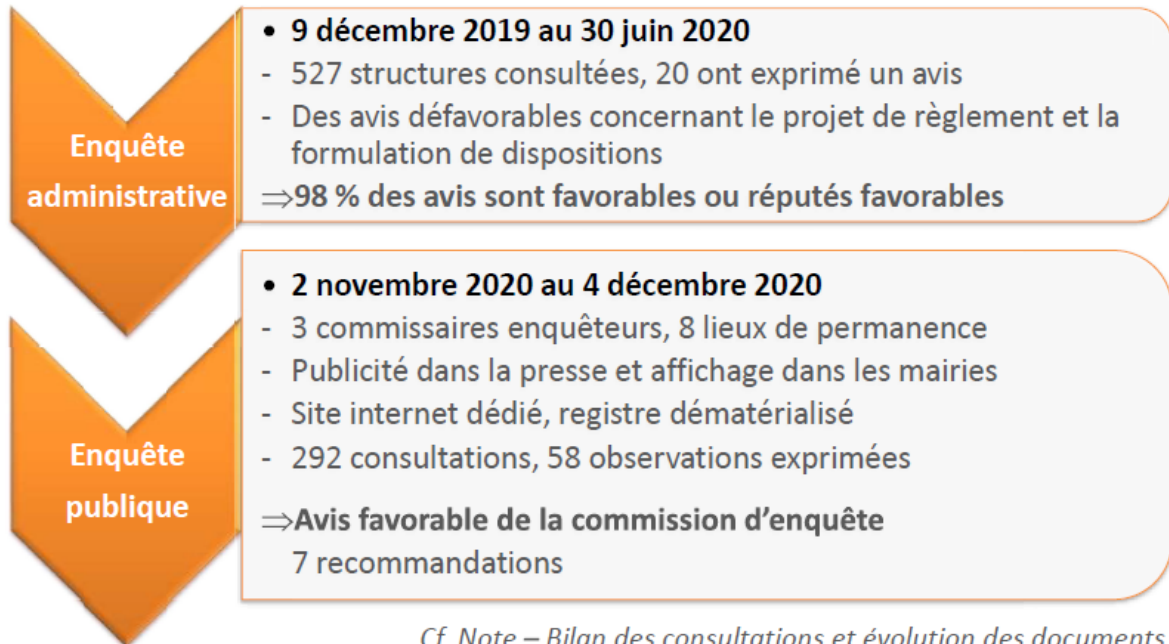 Enquête
administrative
• 9 décembre 2019 au 30 juin 2020
- 527 structures consultées, 20 ont exprimé un avis
- Des avis défavorables concernant le projet de règlement et la
formulation de dispositions
⇒98 % des avis sont favorables ou réputés favorables
Enquête
publique
• 2 novembre 2020 au 4 décembre 2020
- 3 commissaires enquêteurs, 8 lieux de permanence
- Publicité dans la presse et affichage dans les mairies
- Site internet dédié, registre dématérialisé
- 292 consultations, 58 observations exprimées
⇒Avis favorable de la commission d’enquête
7 recommandations
Cf. Note – Bilan des consultations et évolution des documents